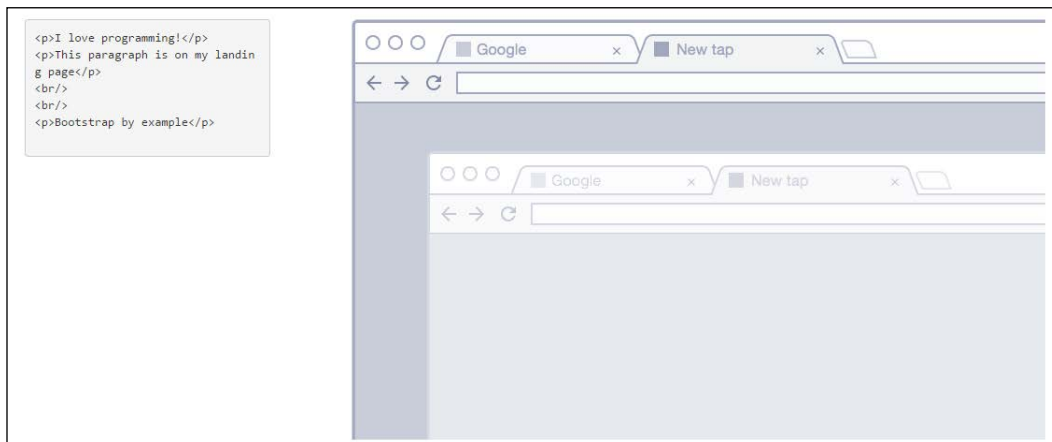 <p>I love programming!</p>
<p>This paragraph is on my landin
g page</p>
<br/>
<br/>
<p>Bootstrap by example</p>
Google × New tap ×
Google × New tap ×